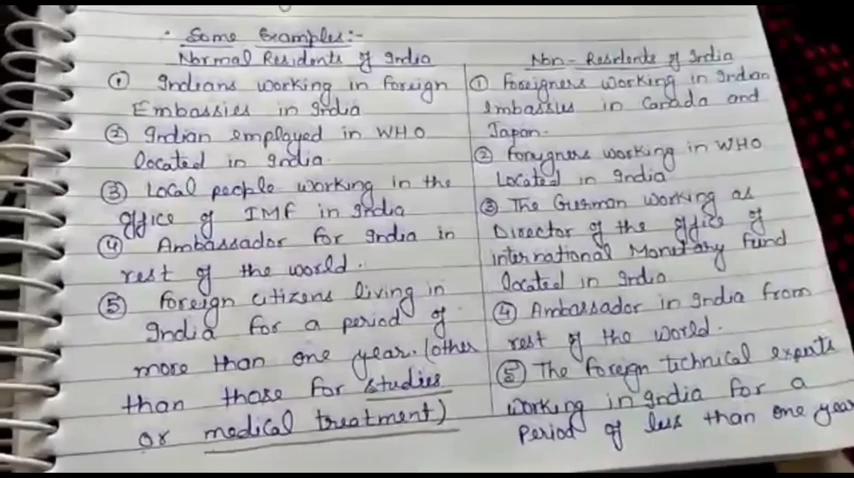 · Some Examples:-
Normal Residents of India
① Indians working in Foreign
Embassies in India
② Indian employed in WHO
located in India.
③ Local people working in the
office of IMF in India
④ Ambassador for India in
rest of the world.
⑤ Foreign citizens living in
India for a period of
more than one year. (other
than those for studies
or medical treatment)
Non-Residents of India
① Foreigners working in Indian
embassies in Canada and
Japan.
② Foreigners working in WHO
Located in India
③ The German working as
Director of the office of
international Monetary Fund
located in India
④ Ambassador in India from
rest of the world.
⑤ The foreign technical experts
working in India for a
period of less than one year